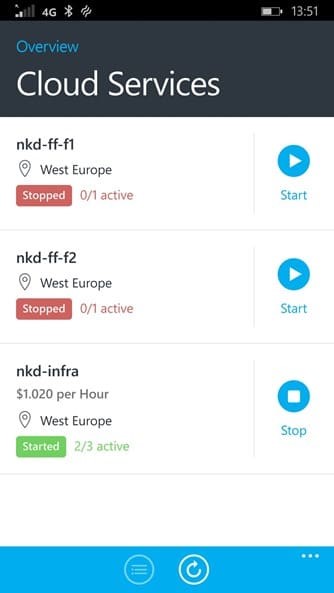 4G 13:51
Overview
Cloud Services
nkd-ff-f1
West Europe
Stopped 0/1 active
Start
nkd-ff-f2
West Europe
Stopped 0/1 active
Start
nkd-infra
$1.020 per Hour
West Europe
Started 2/3 active
Stop